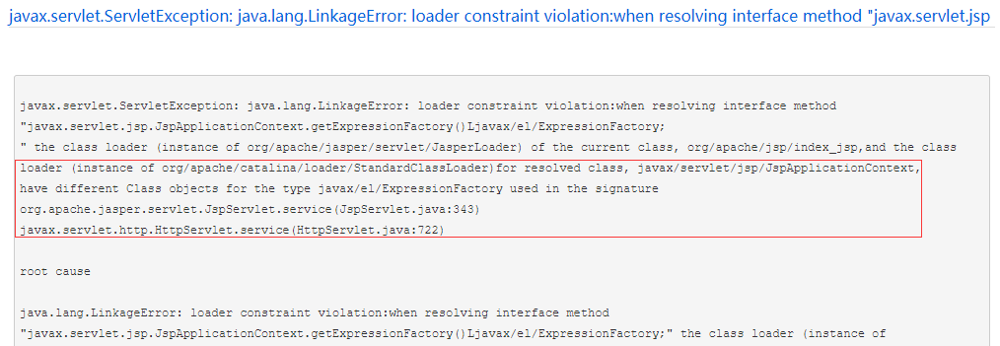 javax.servlet.ServletException: java.lang.LinkageError: loader constraint violation:when resolving interface method "javax.servlet.jsp
javax.servlet.ServletException: java.lang.LinkageError: loader constraint violation:when resolving interface method
"javax.servlet.jsp.JspApplicationContext.getExpressionFactory()Ljavax/el/ExpressionFactory;
" the class loader (instance of org/apache/jasper/servlet/JasperLoader) of the current class, org/apache/jsp/index_jsp,and the class
loader (instance of org/apache/catalina/loader/StandardClassLoader)for resolved class, javax/servlet/jsp/JspApplicationContext,
have different Class objects for the type javax/el/ExpressionFactory used in the signature
org.apache.jasper.servlet.JspServlet.service(JspServlet.java:343)
javax.servlet.http.HttpServlet.service(HttpServlet.java:722)
root cause
java.lang.LinkageError: loader constraint violation:when resolving interface method
"javax.servlet.jsp.JspApplicationContext.getExpressionFactory()Ljavax/el/ExpressionFactory;" the class loader (instance of